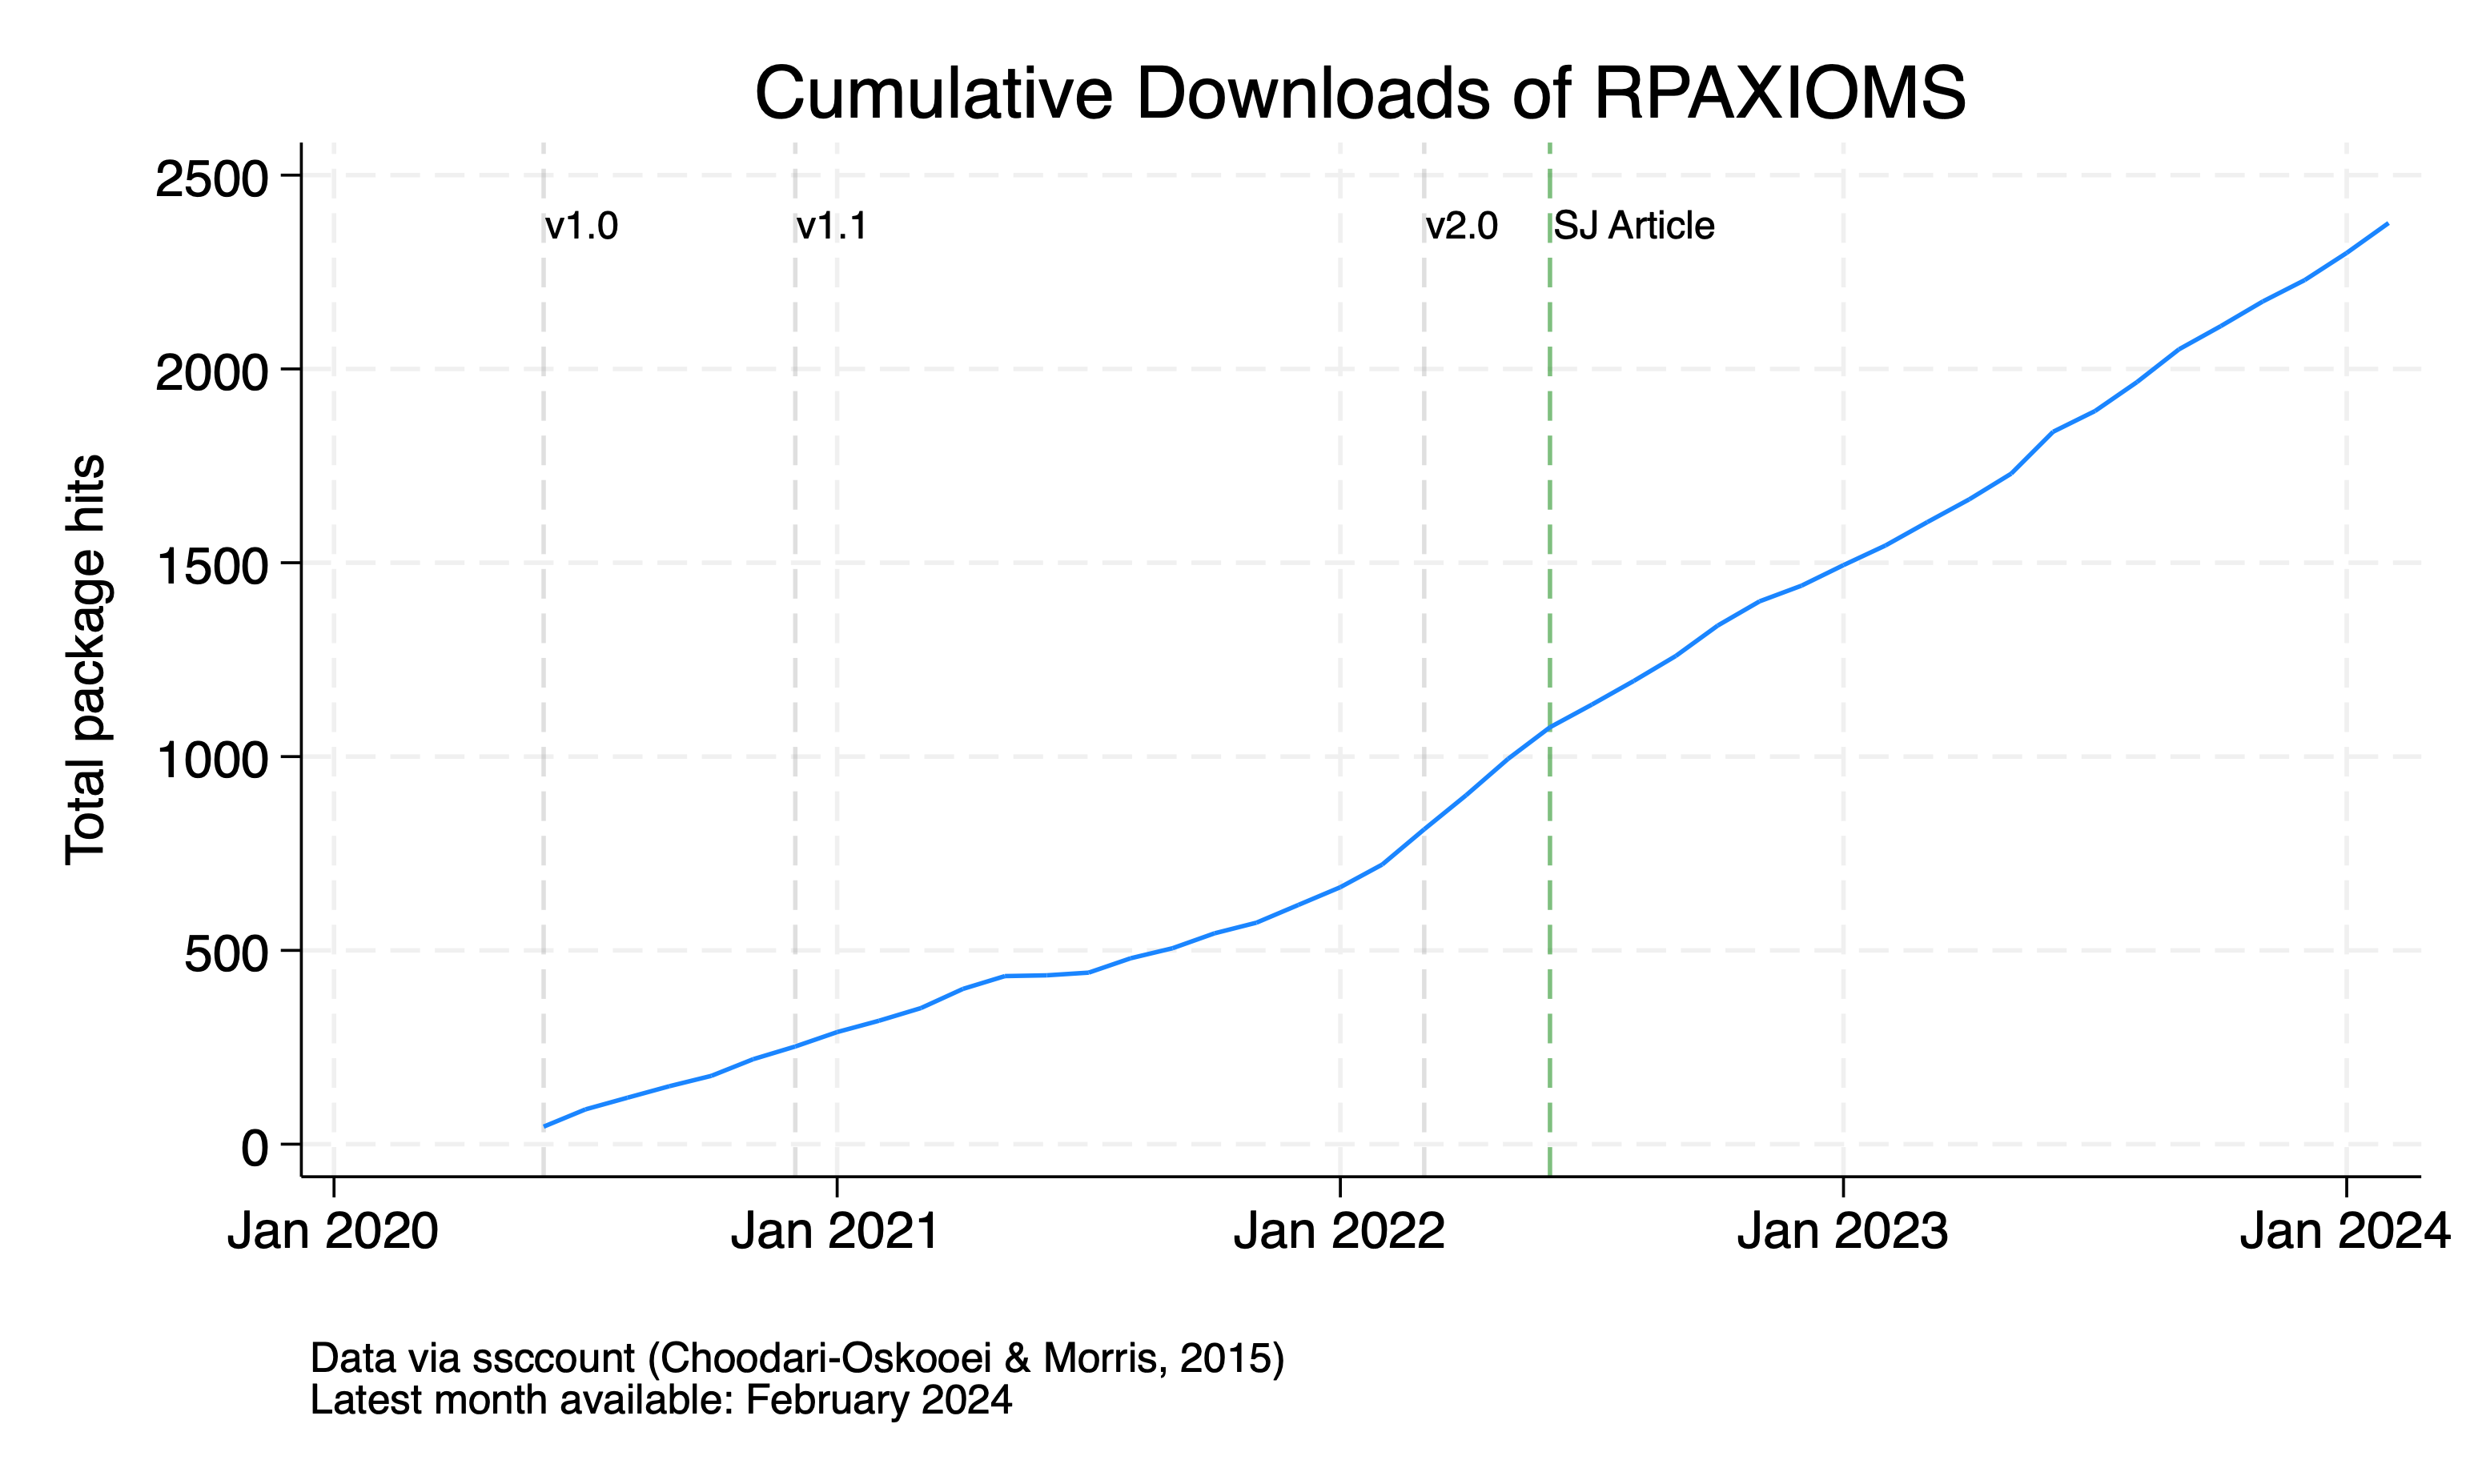 Cumulative Downloads of RPAXIOMS
Total package hits
2500
2000
1500
1000
500
0
v1.0
v1.1
v2.0
SJ Article
Jan 2020
Jan 2021
Jan 2022
Jan 2023
Jan 2024
Data via ssccount (Choodari-Oskooei & Morris, 2015)
Latest month available: February 2024